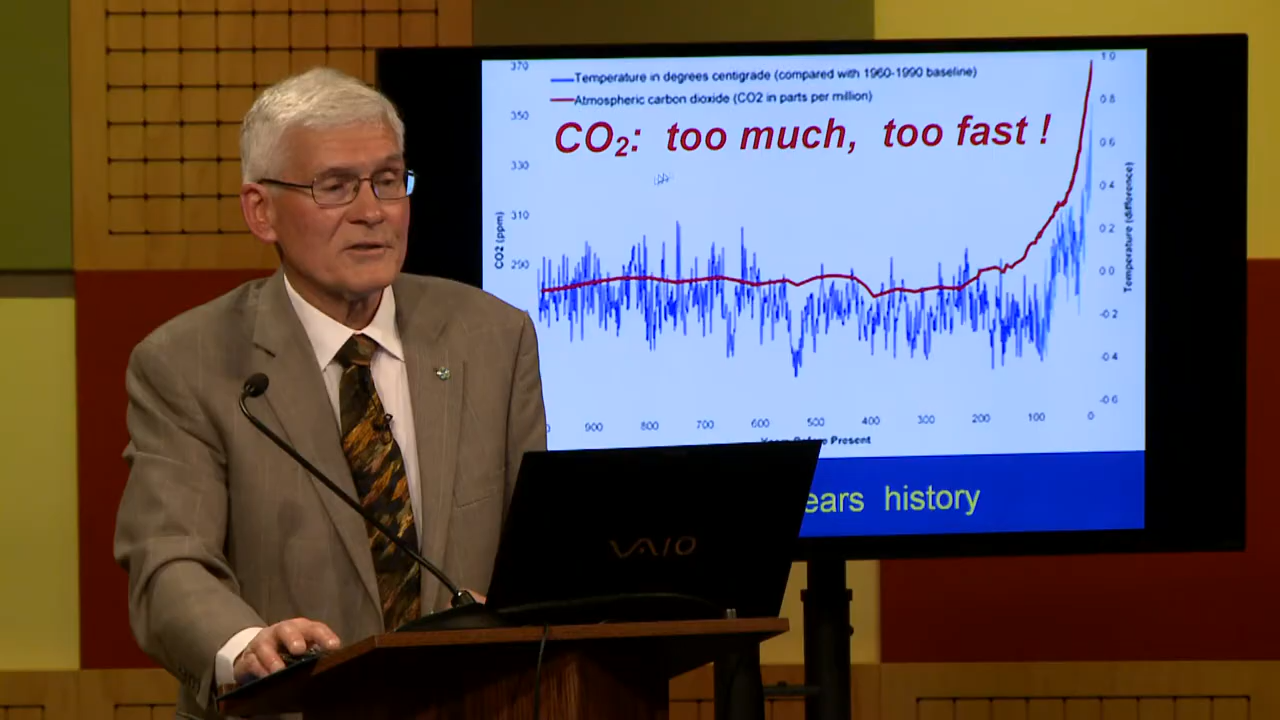 370
Temperature in degrees centigrade (compared with 1960-1990 baseline)
Atmospheric carbon dioxide (CO2 in parts per million)
CO2: too much, too fast !
350
330
310
290
CO2 (ppm)
1 0
0 8
0 6
0 4
0 2
0 0
-0 2
-0 4
-0 6
Temperature (difference)
900 800 700 600 500 400 300 200 100 0
Before Present
ears history
VAIO